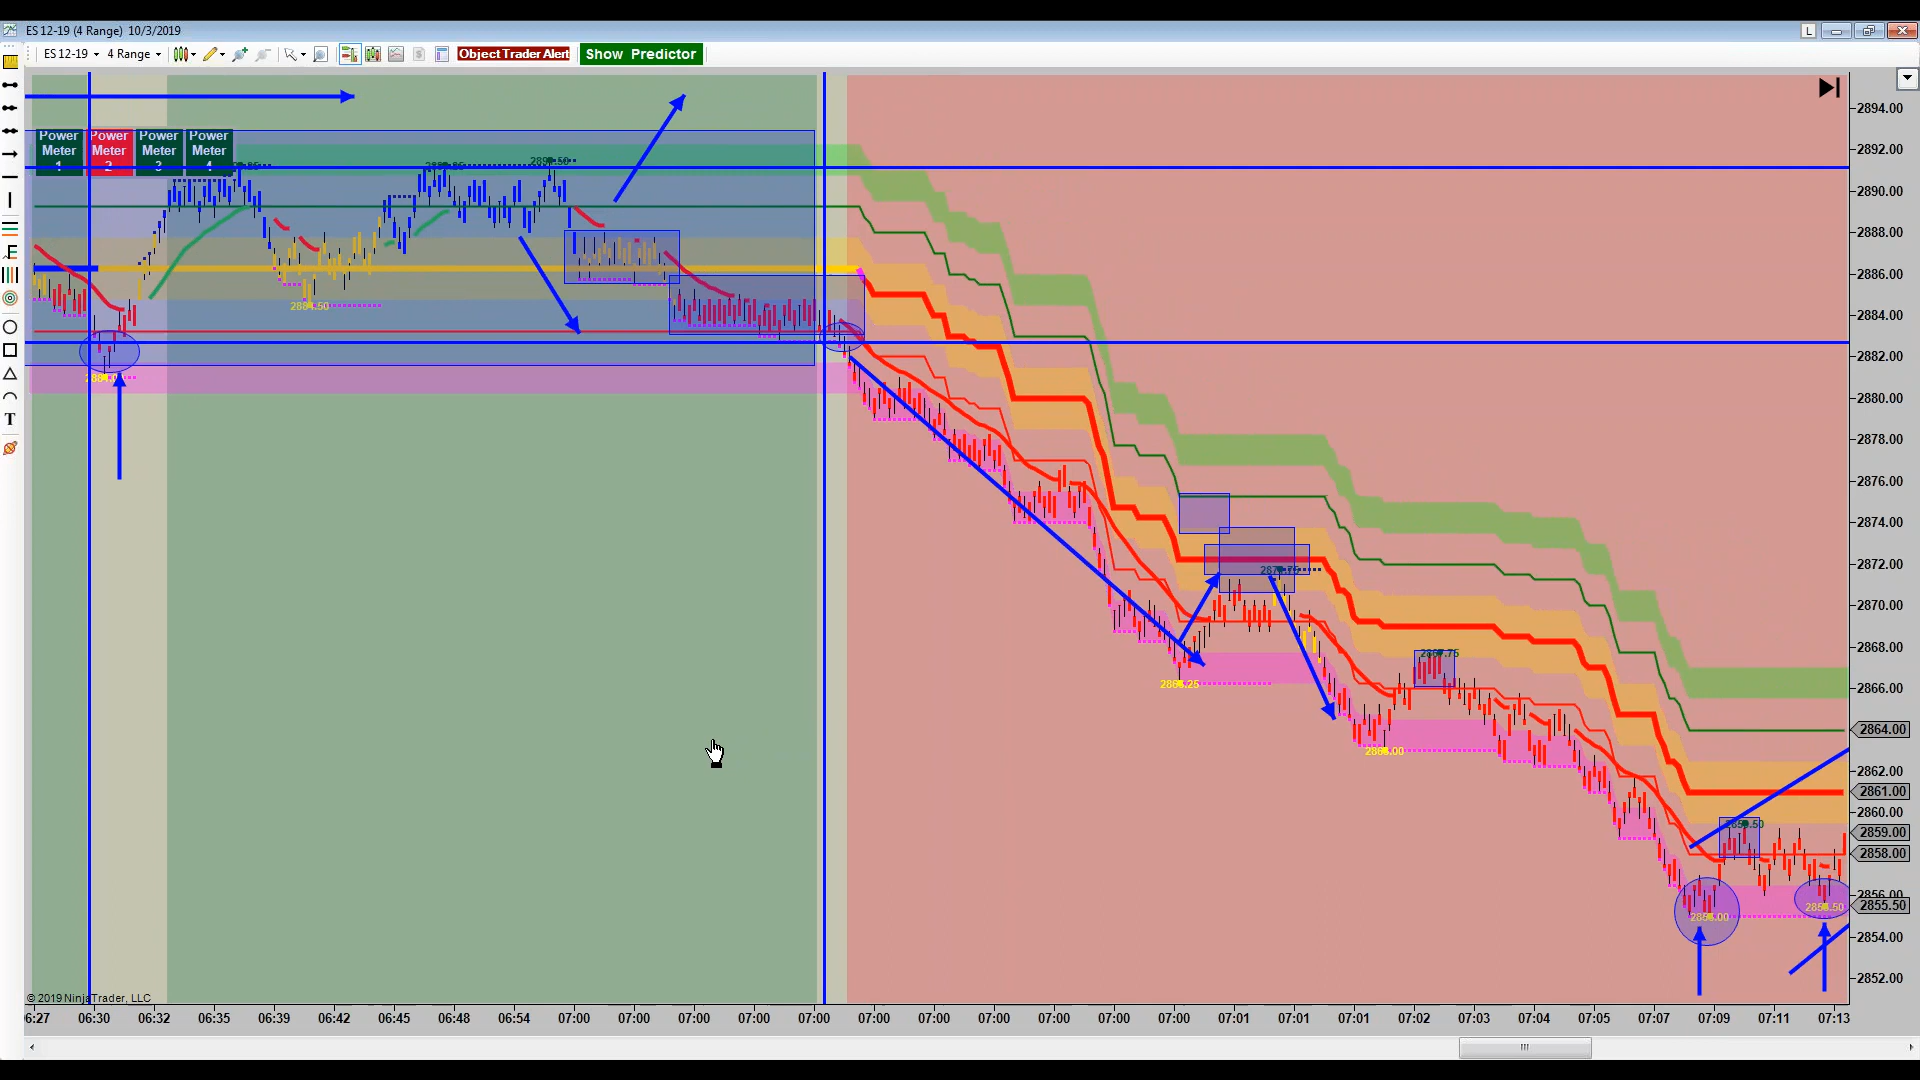 ES 12-19 (4 Range) 10/3/2019
L
ES 12-19 4 Range Object Trader Alert Show Predictor
Power Meter 1
Power Meter 2
Power Meter 3
Power Meter 4
T
2894.00
2892.00
2890.00
2888.00
2886.00
2884.00
2882.00
2880.00
2878.00
2876.00
2874.00
2872.00
2870.00
2868.00
2866.00
2864.00
2862.00
2861.00
2860.00
2859.00
2858.00
2856.00
2855.50
2854.00
2852.00
2867.75
© 2019 NinjaTrader, LLC
06:27 06:30 06:32 06:35 06:39 06:42 06:45 06:48 06:54 07:00 07:00 07:00 07:00 07:00 07:00 07:00 07:00 07:00 07:00 07:00 07:01 07:01 07:01 07:02 07:03 07:04 07:05 07:07 07:09 07:11 07:13